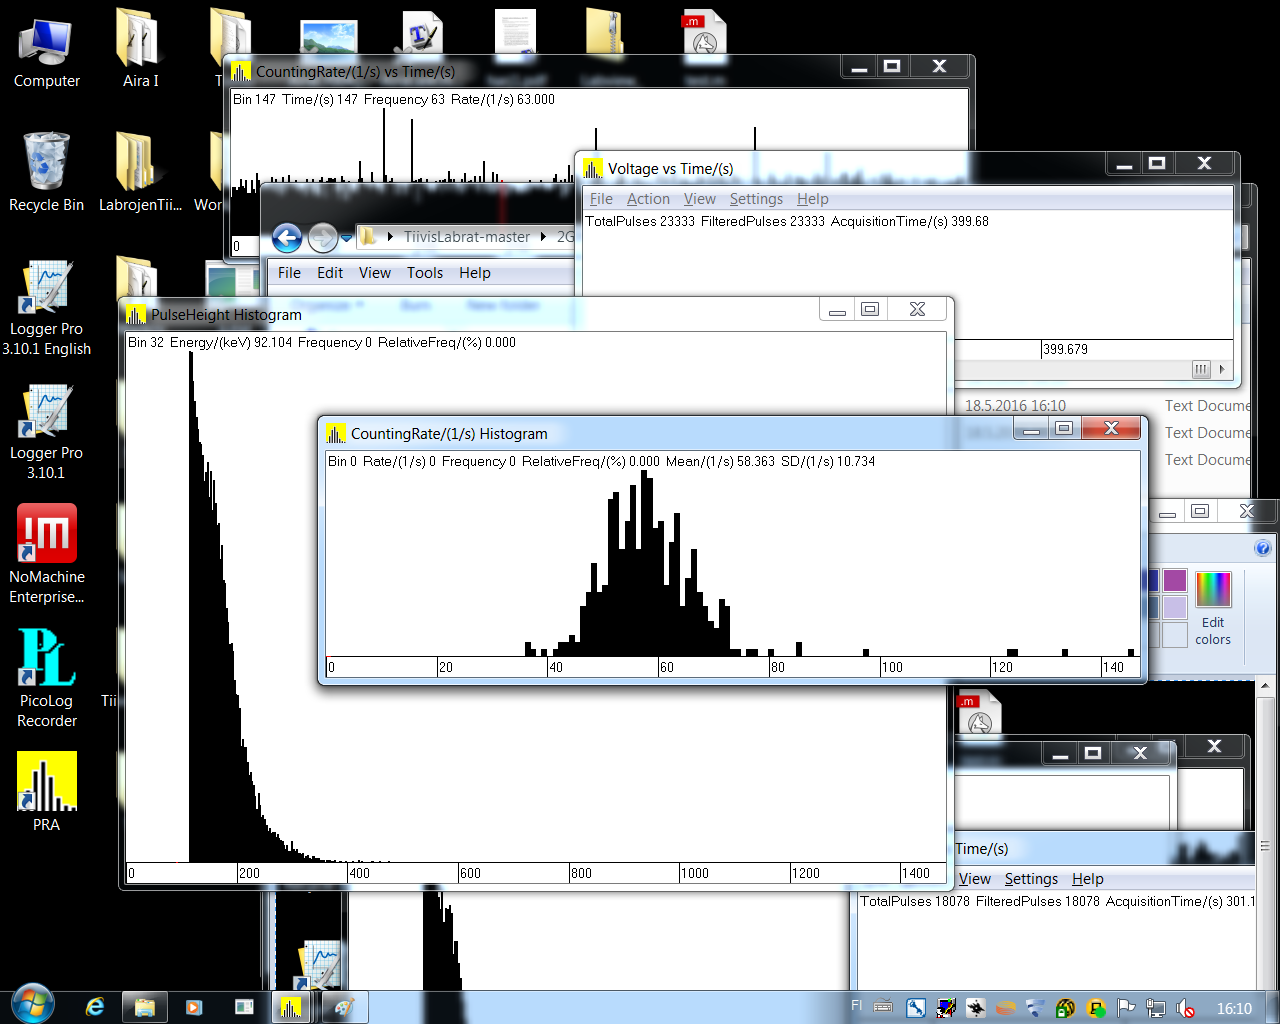 Computer
Aira I
Recycle Bin
LabrojenTii...
Logger Pro
3.10.1 English
Logger Pro
3.10.1
NoMachine
Enterprise...
PicoLog
Recorder
PRA
CountingRate/(1/s) vs Time/(s)
Bin 147 Time/(s) 147 Frequency 63 Rate/(1/s) 63.000
0
TiivisLabrat-master
File Edit View Tools Help
Organize
Burn
New folder
Voltage vs Time/(s)
File Action View Settings Help
TotalPulses 23333 FilteredPulses 23333 AcquisitionTime/(s) 399.68
399.679
18.5.2016 16:10
Text Docume
Text Docume
Text Docume
PulseHeight Histogram
Bin 32 Energy/(keV) 92.104 Frequency 0 RelativeFreq/(%) 0.000
0 200 400 600 800 1000 1200 1400
CountingRate/(1/s) Histogram
Bin 0 Rate/(1/s) 0 Frequency 0 RelativeFreq/(%) 0.000 Mean/(1/s) 58.363 SD/(1/s) 10.734
0 20 40 60 80 100 120 140
Edit
colors
.m
.m
Time/(s)
View Settings Help
TotalPulses 18078 FilteredPulses 18078 AcquisitionTime/(s) 301.1
FI
16:10